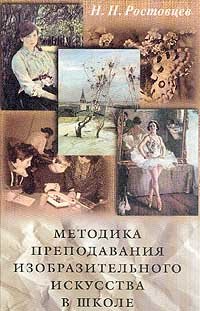 Н. Н. Ростовцев
МЕТОДИКА
ПРЕПОДАВАНИЯ
ИЗОБРАЗИТЕЛЬНОГО
ИСКУССТВА
В ШКОЛЕ